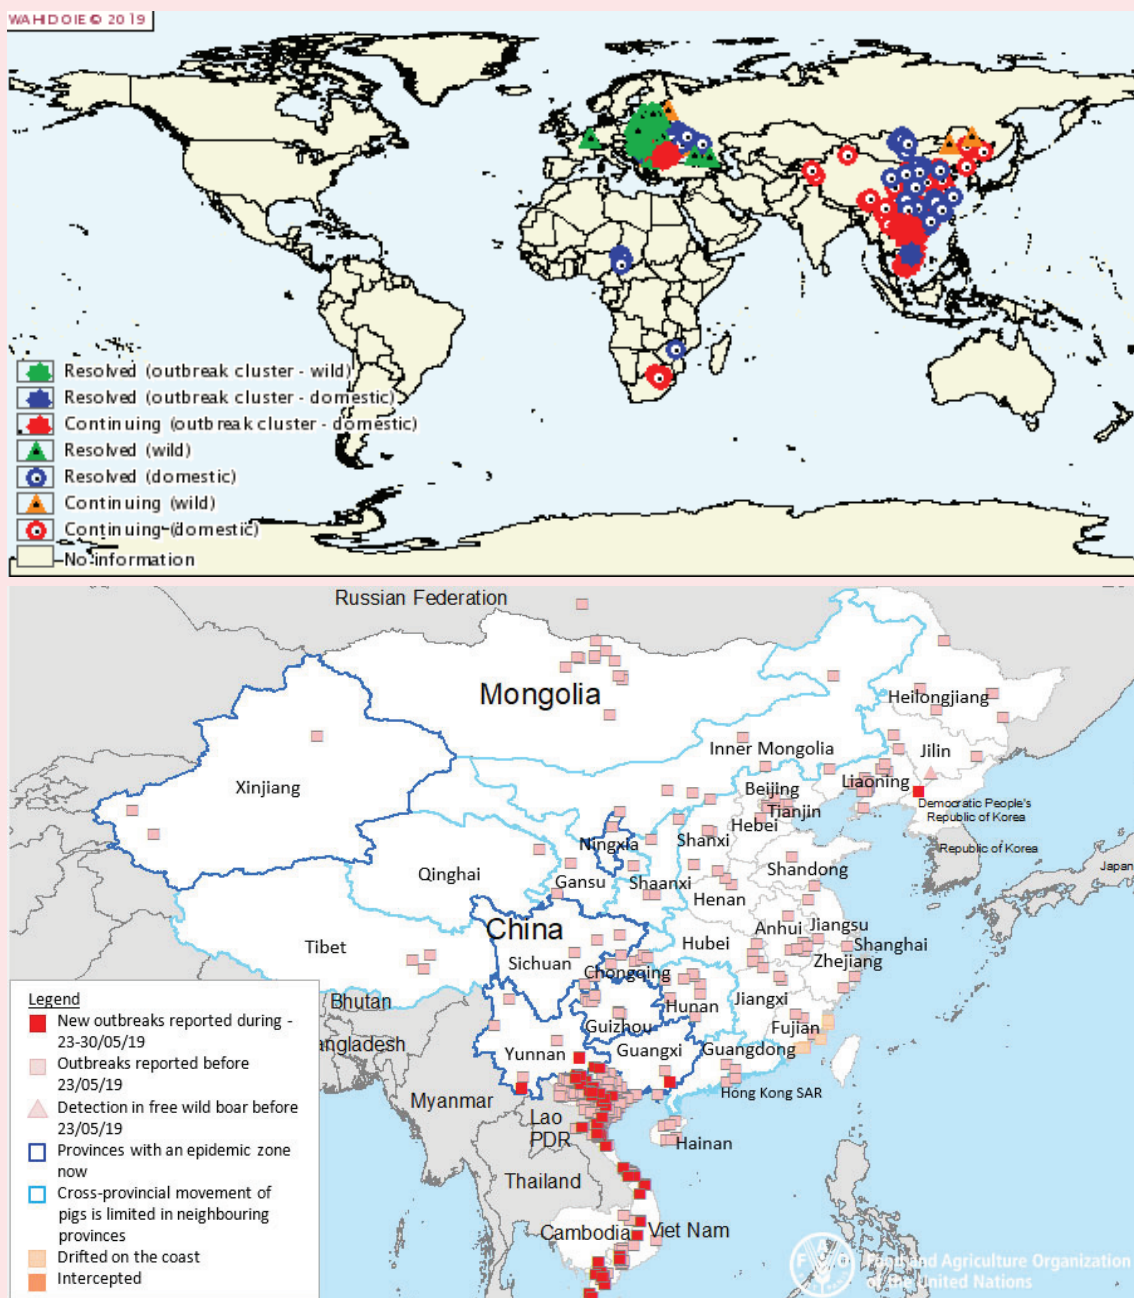 WAHIDOIE© 2019
Resolved (outbreak cluster - wild)
Resolved (outbreak cluster - domestic)
Continuing (outbreak cluster - domestic)
Resolved (wild)
Resolved (domestic)
Continuing (wild)
Continuing (domestic)
No information
Russian Federation
Mongolia
Heilongjiang
Inner Mongolia
Jilin
Xinjiang
Beijing
Liaoning
Tianjin
Democratic People's
Republic of Korea
Hebei
Ningxia
Shanxi
Republic of Korea
Japan
Qinghai
Gansu
Shaanxi
Shandong
Henan
China
Anhui
Jiangsu
Tibet
Sichuan
Hubei
Shanghai
Zhejiang
Chongqing
Bhutan
Hunan
Jiangxi
Guizhou
Fujian
angladesh
Yunnan
Guangxi
Guangdong
Hong Kong SAR
Myanmar
Lao
PDR
Hainan
Thailand
Cambodia
Viet Nam
Legend
New outbreaks reported during -
23-30/05/19
Outbreaks reported before
23/05/19
Detection in free wild boar before
23/05/19
Provinces with an epidemic zone
now
Cross-provincial movement of
pigs is limited in neighbouring
provinces
Drifted on the coast
Intercepted
FAO
Food and Agriculture Organization
of the United Nations